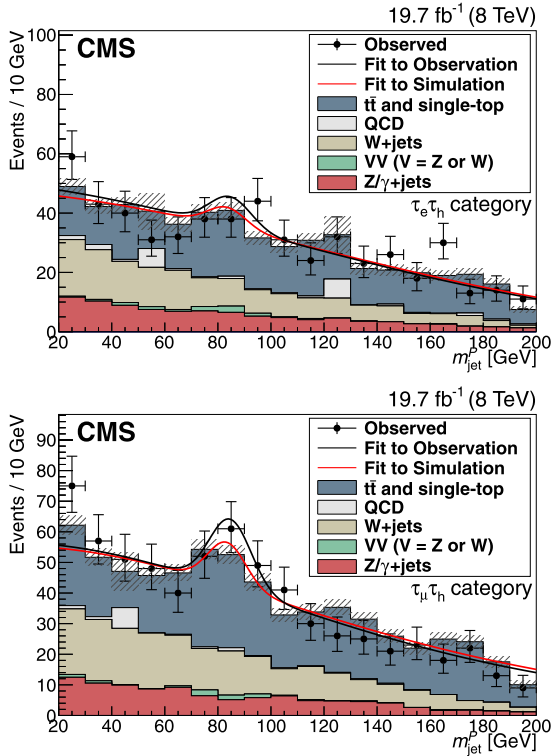 19.7 fb⁻¹ (8 TeV)
CMS
Observed
Fit to Observation
Fit to Simulation
tt̄ and single-top
QCD
W+jets
VV (V = Z or W)
Z/γ+jets
τₑτₕ category
Events / 10 GeV
100
80
60
40
20
0
20 40 60 80 100 120 140 160 180 200
m^P_jet [GeV]
19.7 fb⁻¹ (8 TeV)
CMS
Observed
Fit to Observation
Fit to Simulation
tt̄ and single-top
QCD
W+jets
VV (V = Z or W)
Z/γ+jets
τ_μτₕ category
Events / 10 GeV
90
80
70
60
50
40
30
20
10
0
20 40 60 80 100 120 140 160 180 200
m^P_jet [GeV]